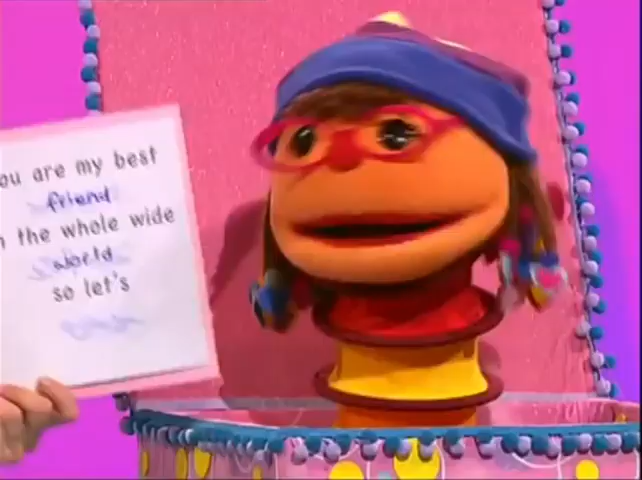 ou are my best
friend
n the whole wide
world
so let's